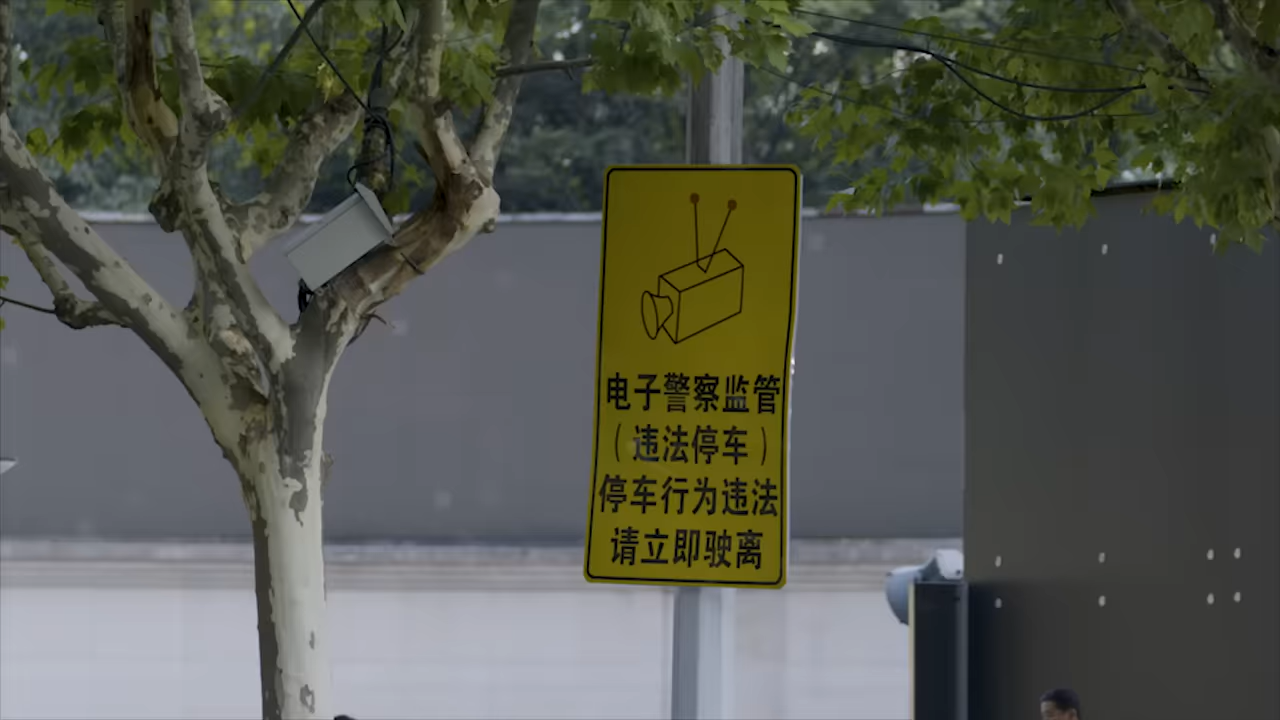 电子警察监管
（违法停车）
停车行为违法
请立即驶离